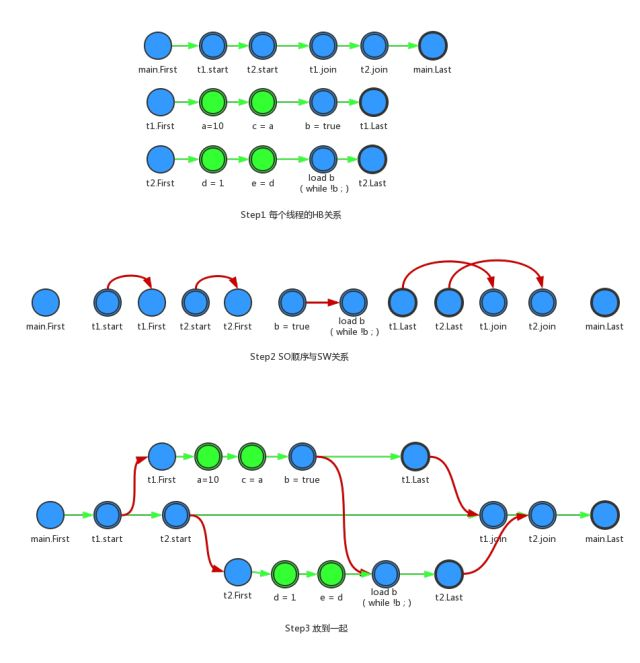 main.First t1.start t2.start t1.join t2.join main.Last
t1.First a=10 c = a b = true t1.Last
t2.First d = 1 e = d load b t2.Last
( while !b ; )
Step1 每个线程的HB关系
main.First t1.start t1.First t2.start t2.First b = true load b t1.Last t2.Last t1.join t2.join main.Last
( while !b ; )
Step2 SO顺序与SW关系
t1.First a=10 c = a b = true t1.Last
main.First t1.start t2.start t1.join t2.join main.Last
t2.First d = 1 e = d load b t2.Last
( while !b ; )
Step3 放到一起